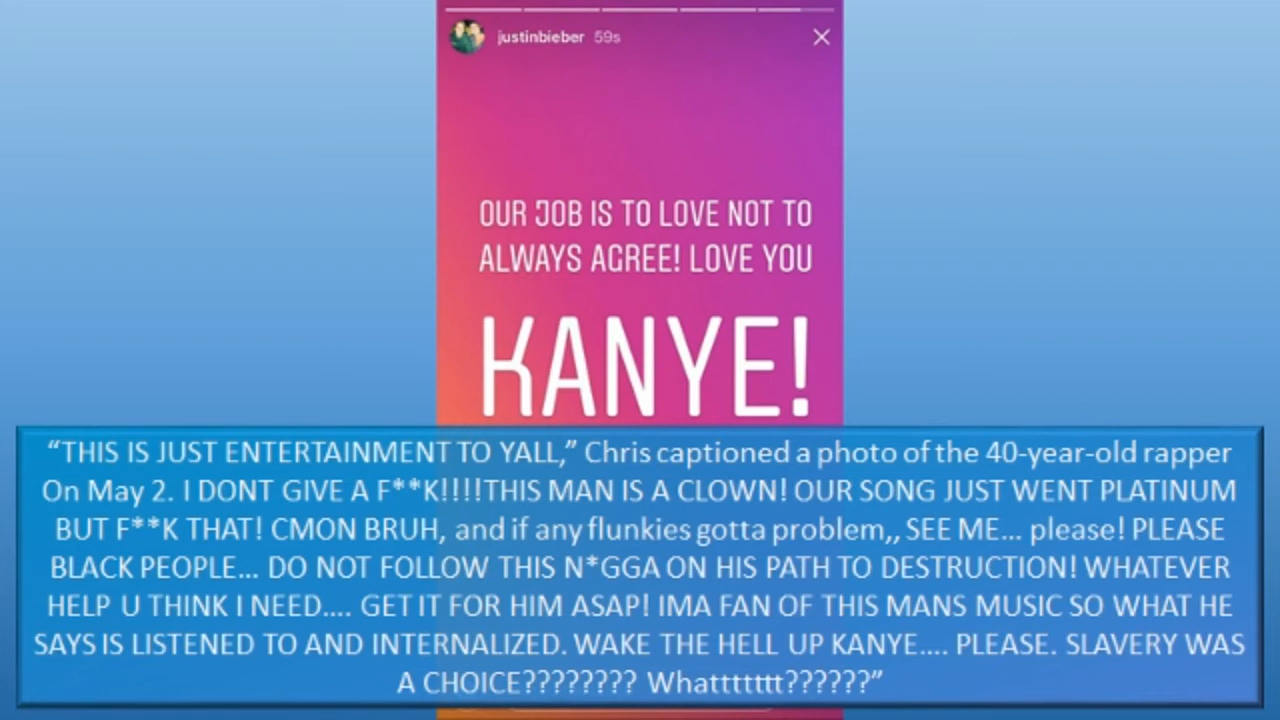 justinbieber 59s
OUR JOB IS TO LOVE NOT TO
ALWAYS AGREE! LOVE YOU
KANYE!
“THIS IS JUST ENTERTAINMENT TO YALL,” Chris captioned a photo of the 40-year-old rapper
On May 2. I DONT GIVE A F**K!!!!THIS MAN IS A CLOWN! OUR SONG JUST WENT PLATINUM
BUT F**K THAT! CMON BRUH, and if any flunkies gotta problem,, SEE ME... please! PLEASE
BLACK PEOPLE... DO NOT FOLLOW THIS N*GGA ON HIS PATH TO DESTRUCTION! WHATEVER
HELP U THINK I NEED.... GET IT FOR HIM ASAP! IMA FAN OF THIS MANS MUSIC SO WHAT HE
SAYS IS LISTENED TO AND INTERNALIZED. WAKE THE HELL UP KANYE.... PLEASE. SLAVERY WAS
A CHOICE???????? Whattttttt??????”